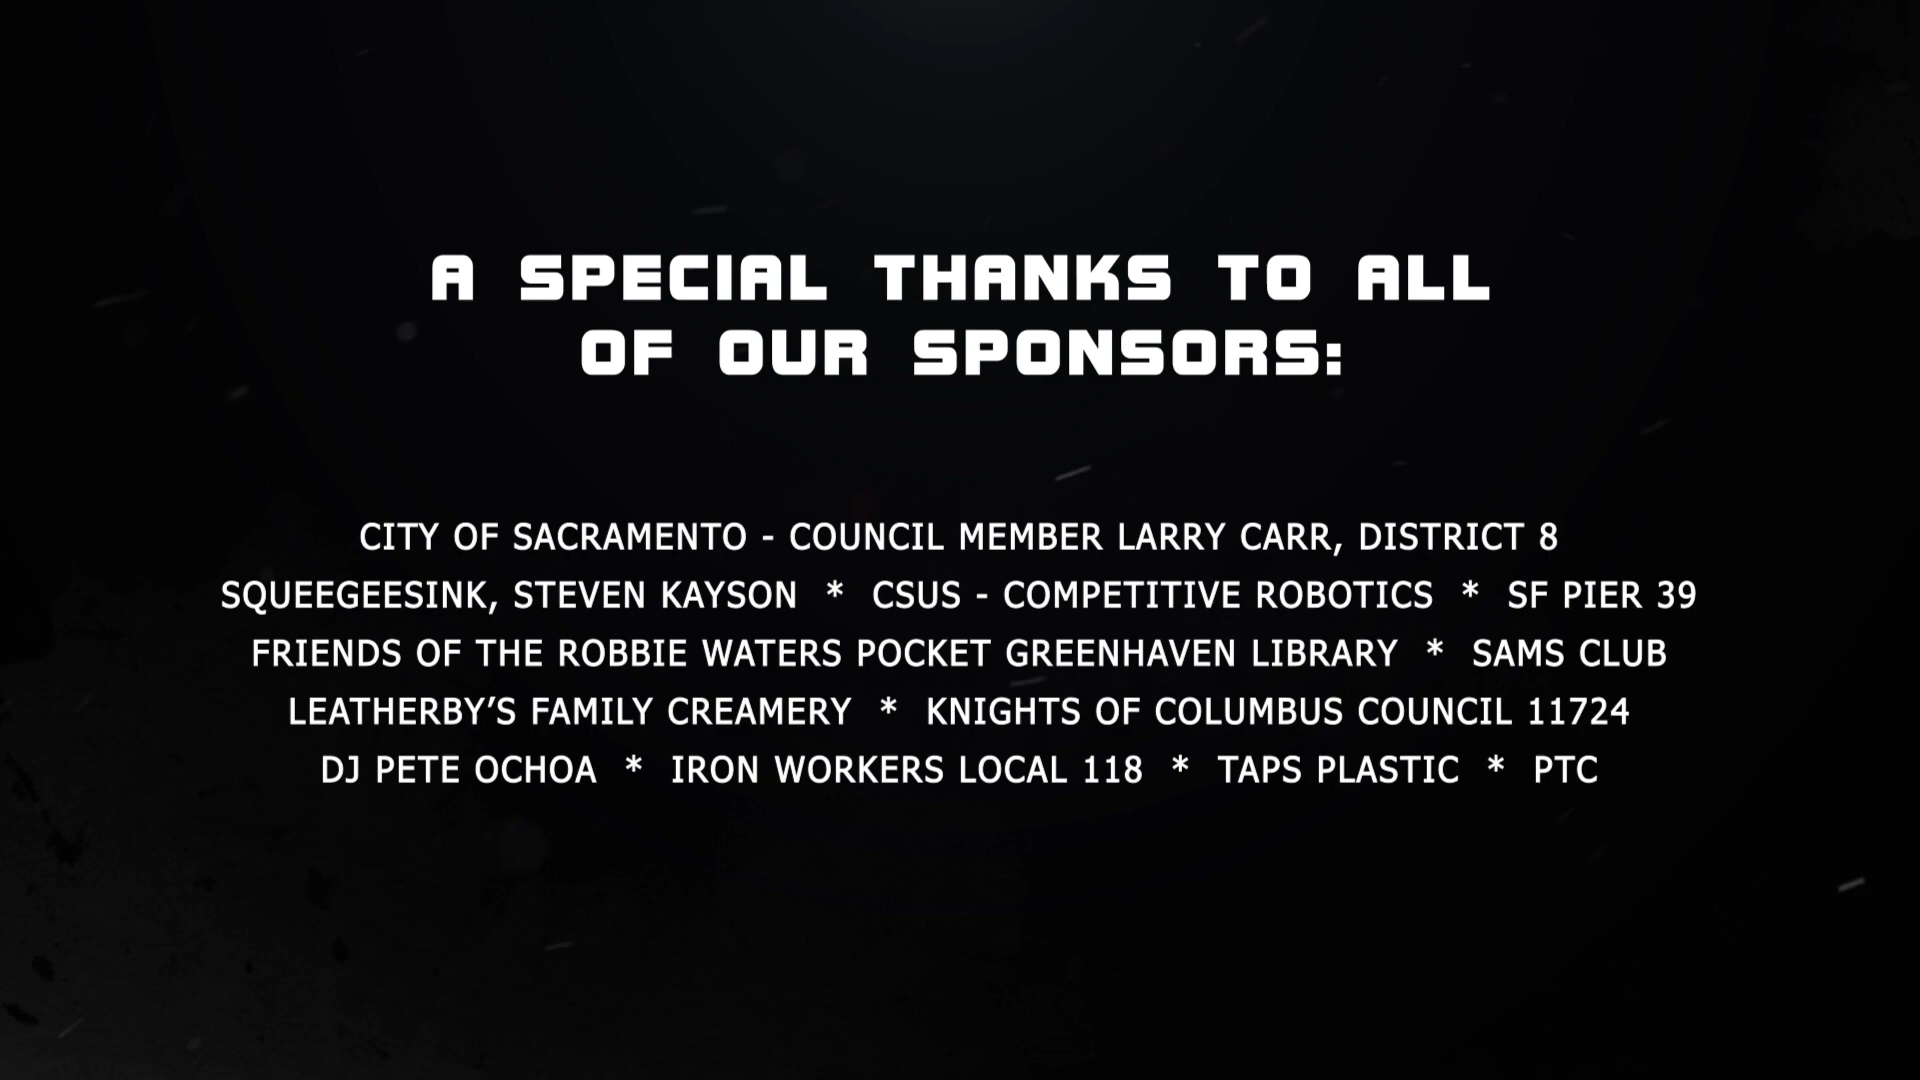 A SPECIAL THANKS TO ALL
OF OUR SPONSORS:
CITY OF SACRAMENTO - COUNCIL MEMBER LARRY CARR, DISTRICT 8
SQUEEGEESINK, STEVEN KAYSON * CSUS - COMPETITIVE ROBOTICS * SF PIER 39
FRIENDS OF THE ROBBIE WATERS POCKET GREENHAVEN LIBRARY * SAMS CLUB
LEATHERBY’S FAMILY CREAMERY * KNIGHTS OF COLUMBUS COUNCIL 11724
DJ PETE OCHOA * IRON WORKERS LOCAL 118 * TAPS PLASTIC * PTC